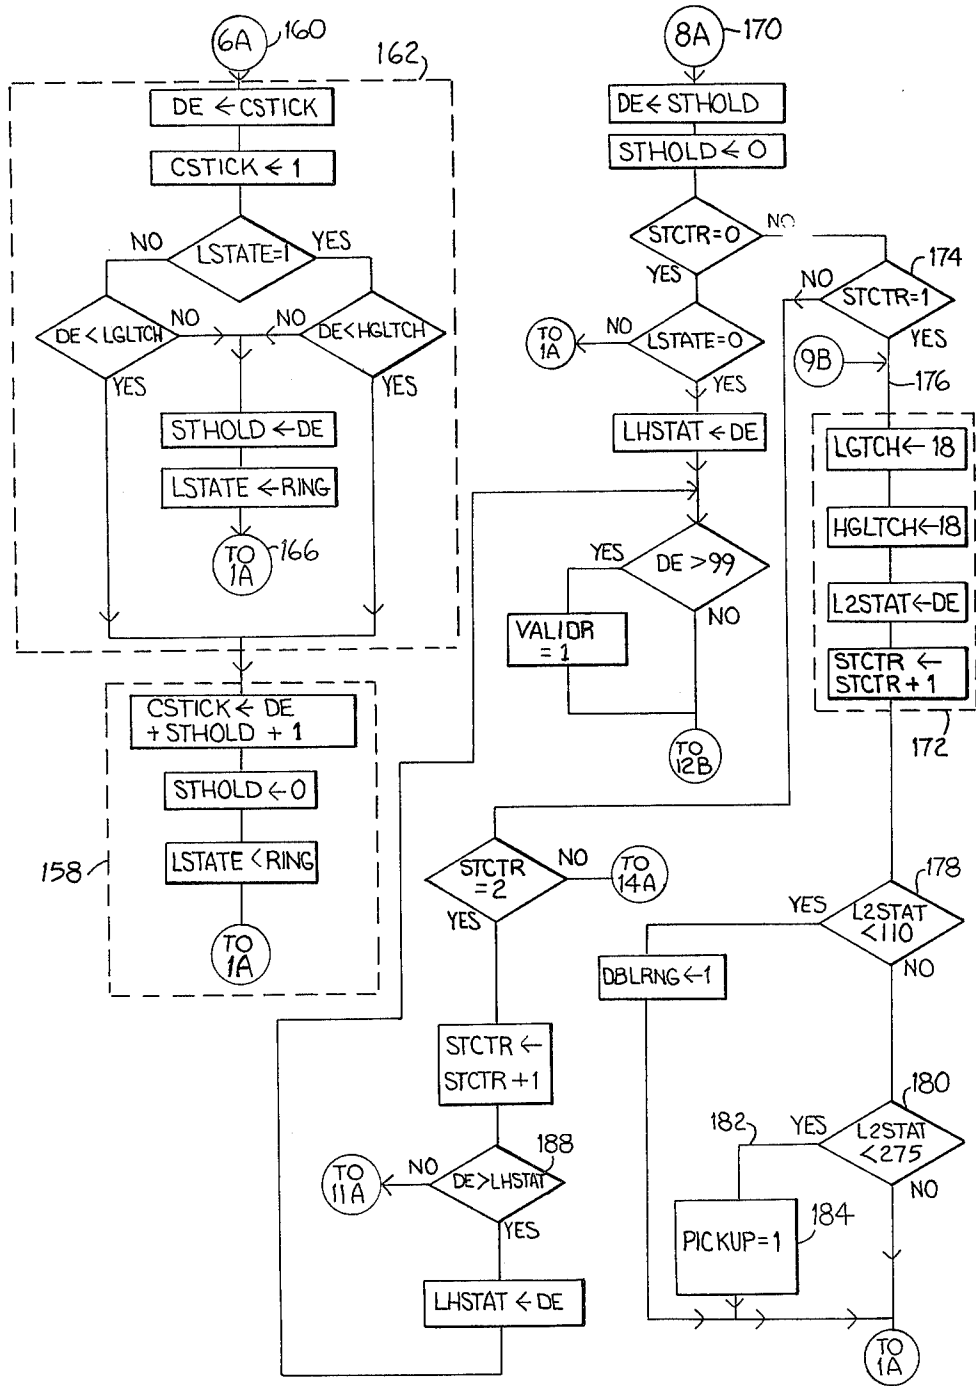 6A
160
162
DE ← CSTICK
CSTICK ← 1
LSTATE=1
NO
YES
DE < LGLTCH
NO
YES
DE < HGLTCH
NO
YES
STHOLD ← DE
LSTATE ← RING
TO
1A
166
CSTICK ← DE
+STHOLD + 1
STHOLD ← 0
LSTATE < RING
158
TO
1A
8A
170
DE ← STHOLD
STHOLD ← 0
STCTR=0
NO
YES
LSTATE=0
NO
TO
1A
YES
LHSTAT ← DE
DE > 99
YES
NO
VALIDR
= 1
TO
12B
174
STCTR=1
NO
YES
9B
176
LGTCH ← 18
HGLTCH ← 18
L2STAT ← DE
STCTR ←
STCTR + 1
172
STCTR
= 2
NO
TO
14A
YES
STCTR ←
STCTR +1
188
DE > LHSTAT
NO
TO
11A
YES
LHSTAT ← DE
178
L2STAT
<110
YES
NO
DBLRNG ← 1
180
L2STAT
<275
YES
182
NO
184
PICKUP=1
TO
1A